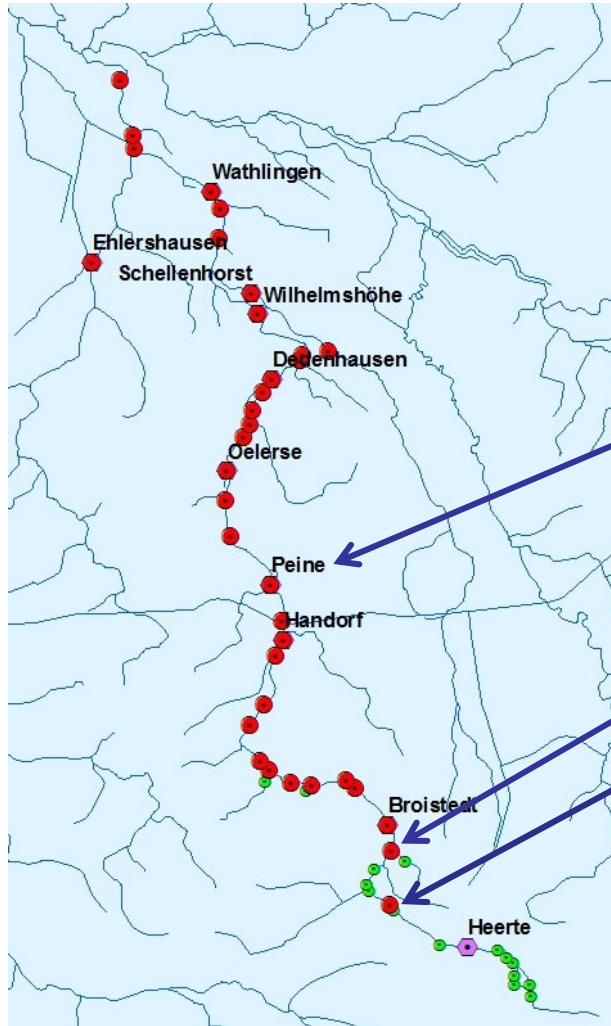 Wathlingen
Ehlershausen
Schellenhorst
Wilhelmshöhe
Dedenhausen
Oelerse
Peine
Handorf
Broistedt
Heerte